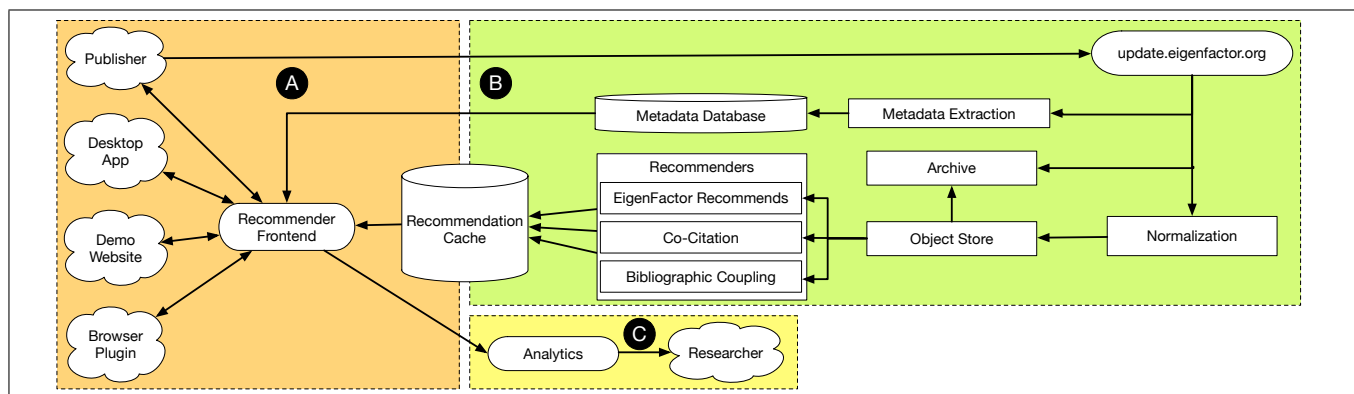 Publisher
update.eigenfactor.org
A
B
Metadata Database
Metadata Extraction
Desktop
App
Recommenders
Archive
EigenFactor Recommends
Recommender
Frontend
Recommendation
Cache
Demo
Website
Co-Citation
Object Store
Normalization
Bibliographic Coupling
Browser
Plugin
Analytics
C
Researcher